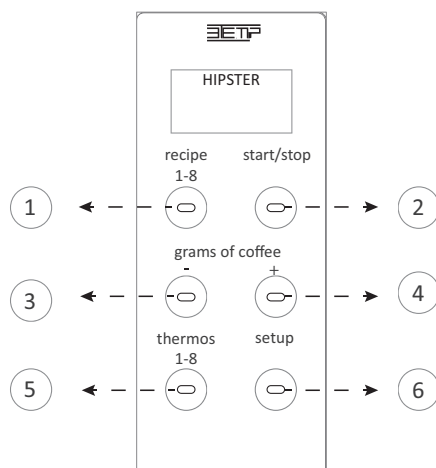 HIPSTER
recipe start/stop
1-8
1 2
grams of coffee
- +
3 4
thermos setup
1-8
5 6